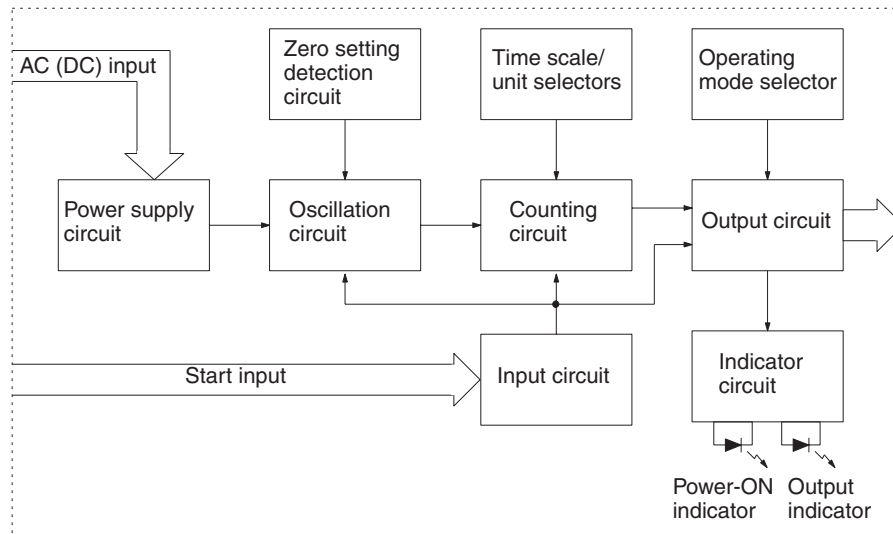 AC (DC) input
Zero setting
detection
circuit
Time scale/
unit selectors
Operating
mode selector
Power supply
circuit
Oscillation
circuit
Counting
circuit
Output circuit
Start input
Input circuit
Indicator
circuit
Power-ON
indicator
Output
indicator